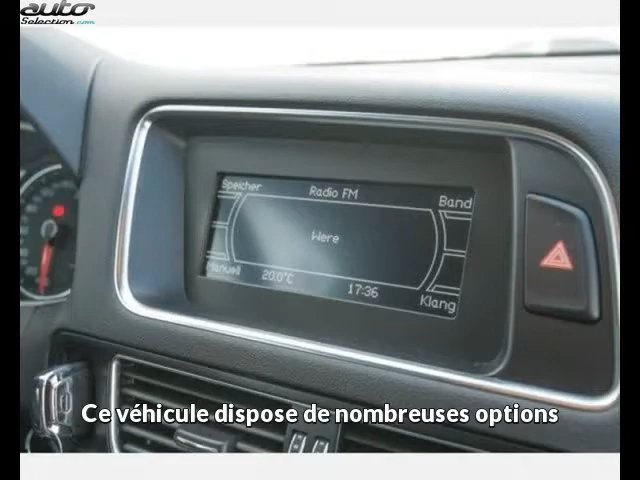 auto
Selection.com
Speicher Radio FM Band
Were
Manuell 20.0°C 17:36 Klang
Ce véhicule dispose de nombreuses options